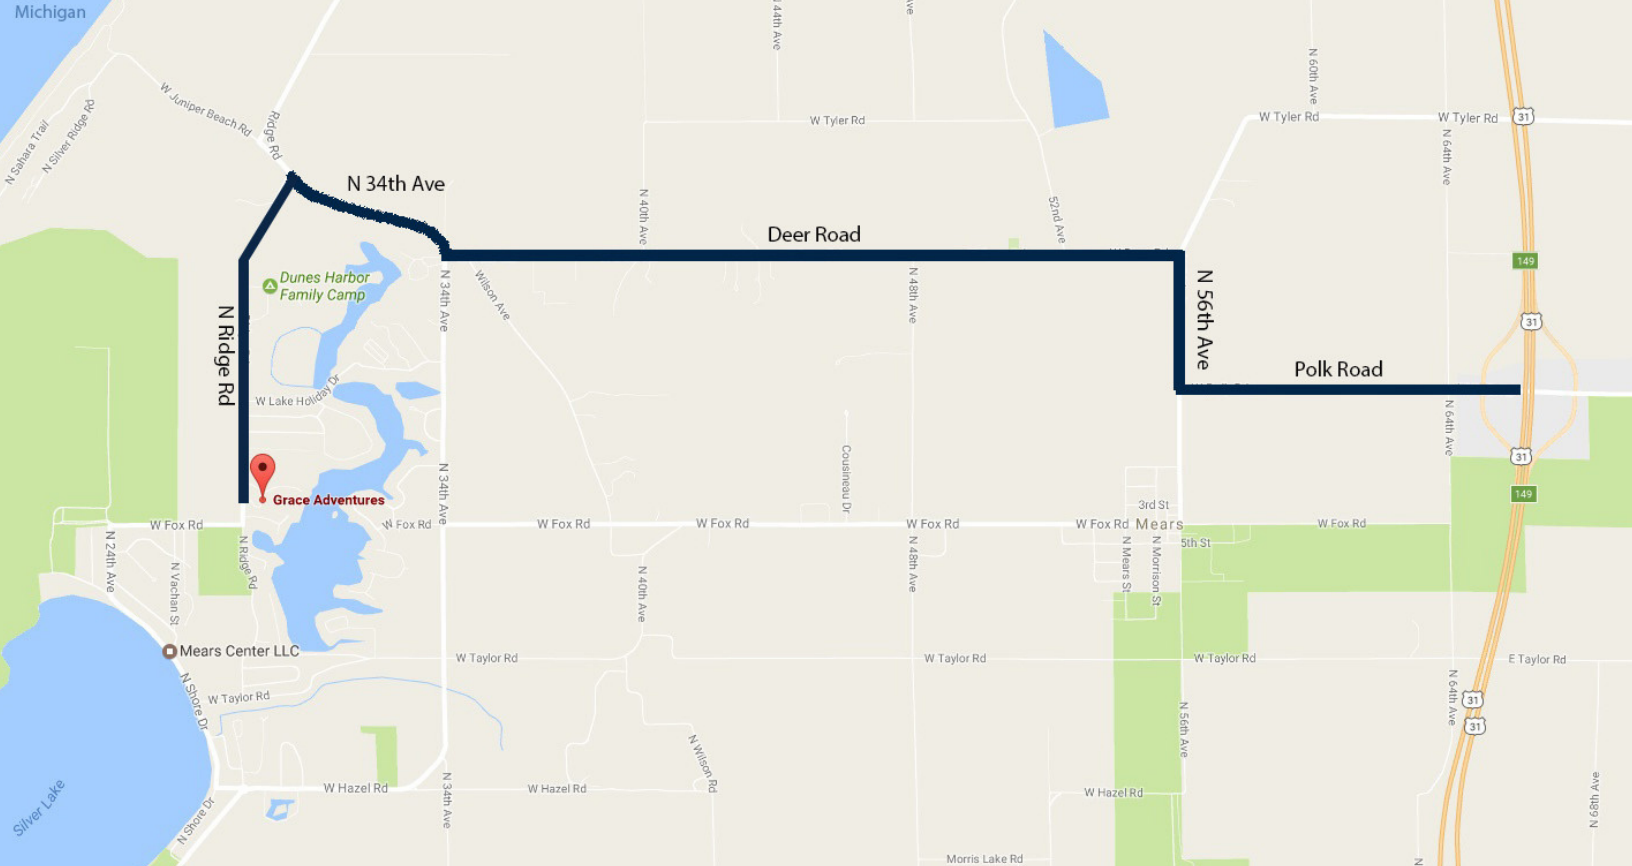 Michigan
N 44th Ave
Ave
N 60th Ave
W Juniper Beach Rd
Ridge Rd
N Sahara Trail
N Silver Ridge Rd
W Tyler Rd
W Tyler Rd
W Tyler Rd
31
N 64th Ave
N 34th Ave
N 40th Ave
52nd Ave
Deer Road
149
Dunes Harbor
Family Camp
N 34th Ave
Wilson Ave
N 48th Ave
N 56th Ave
31
N Ridge Rd
Polk Road
W Lake Holiday Dr
N 64th Ave
31
Cousineau Dr
N 34th Ave
Grace Adventures
149
3rd St
W Fox Rd
W Fox Rd
W Fox Rd
W Fox Rd
W Fox Rd
W Fox Rd
Mears
W Fox Rd
5th St
N 24th Ave
N Vachan St
N Ridge Rd
N 40th Ave
N 48th Ave
N Mears St
N Morrison St
Mears Center LLC
W Taylor Rd
W Taylor Rd
W Taylor Rd
E Taylor Rd
N Shore Dr
W Taylor Rd
N 64th Ave
31
31
N 56th Ave
N Wilson Rd
Silver Lake
W Hazel Rd
W Hazel Rd
W Hazel Rd
N 34th Ave
N 68th Ave
N Shore Dr
Morris Lake Rd
N